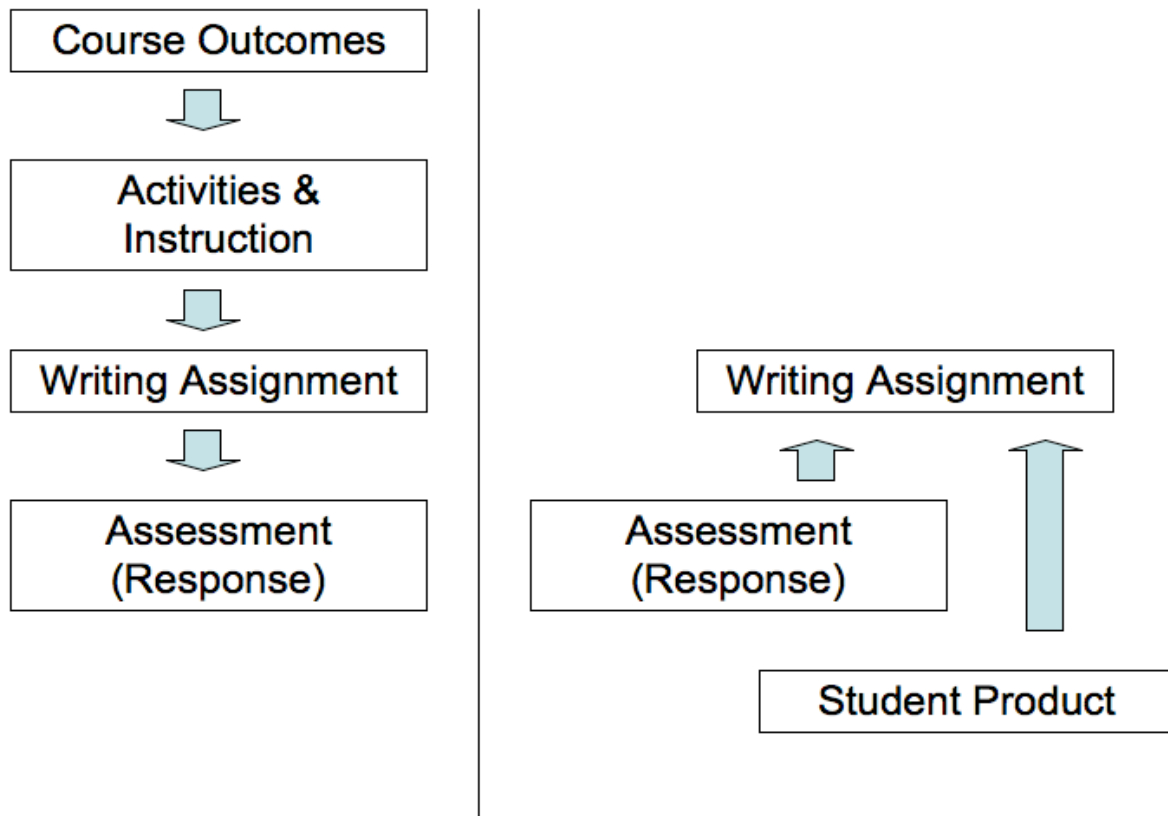 Course Outcomes
Activities &
Instruction
Writing Assignment
Assessment
(Response)
Writing Assignment
Assessment
(Response)
Student Product